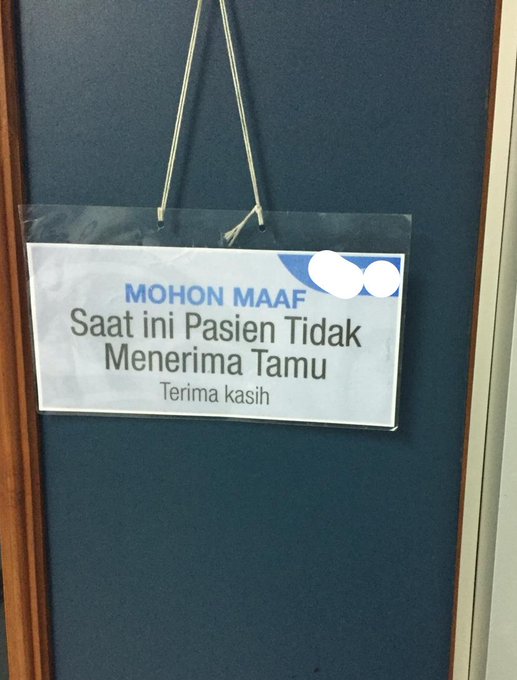 MOHON MAAF
Saat ini Pasien Tidak
Menerima Tamu
Terima kasih